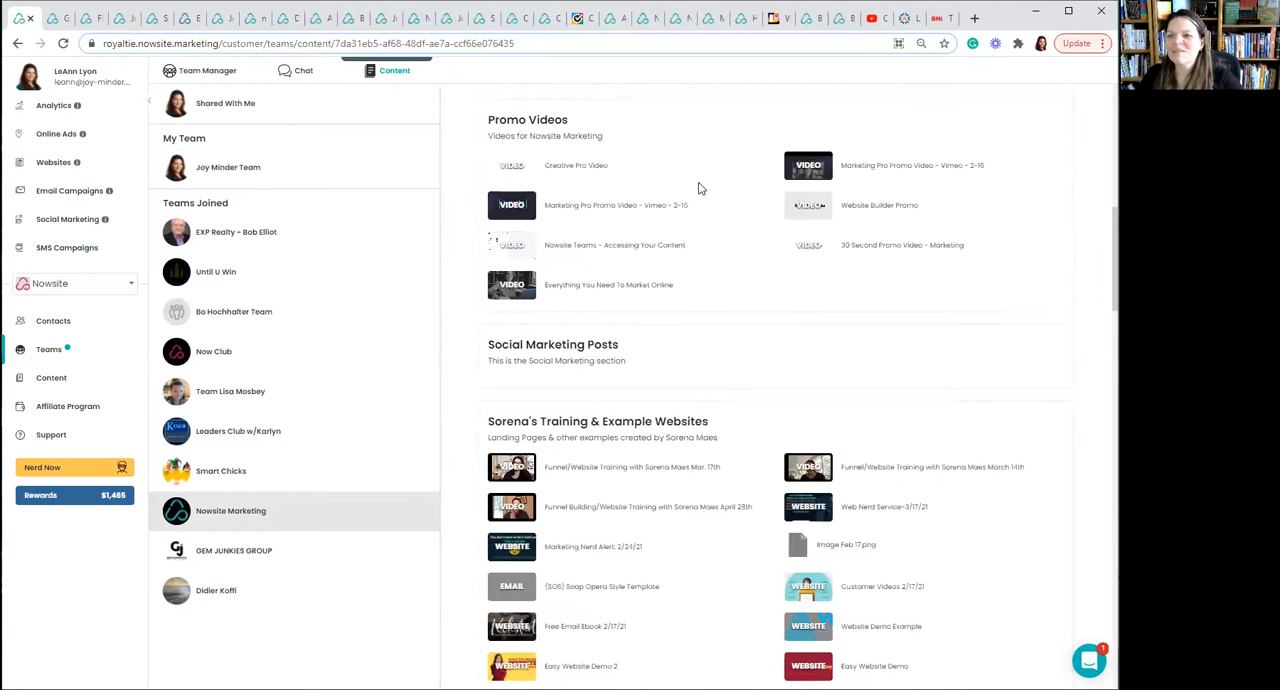 royaltie.nowsite.marketing/customer/teams/content/7da31eb5-af68-48df-ae7a-ccf66e076435
Update
LeAnn Lyon
leann@joy-minder...
Analytics
Online Ads
Websites
Email Campaigns
Social Marketing
SMS Campaigns
Nowsite
Contacts
Teams
Content
Affiliate Program
Support
Nerd Now
Rewards $1,465
Team Manager Chat Content
Shared With Me
My Team
Joy Minder Team
Teams Joined
EXP Realty - Bob Elliot
Until U Win
Bo Hochhalter Team
Now Club
Team Lisa Mosbey
Leaders Club w/Karlyn
Smart Chicks
Nowsite Marketing
GEM JUNKIES GROUP
Didier Koffi
Promo Videos
Videos for Nowsite Marketing
VIDEO Creative Pro Video
VIDEO Marketing Pro Promo Video - Vimeo - 2-16
VIDEO Marketing Pro Promo Video - Vimeo - 2-16
VIDEO Website Builder Promo
VIDEO Nowsite Teams - Accessing Your Content
VIDEO 30 Second Promo Video - Marketing
VIDEO Everything You Need To Market Online
Social Marketing Posts
This is the Social Marketing section
Sorena's Training & Example Websites
Landing Pages & other examples created by Sorena Maes
VIDEO Funnel/Website Training with Sorena Maes Mar. 17th
VIDEO Funnel/Website Training with Sorena Maes March 14th
VIDEO Funnel Building/Website Training with Sorena Maes April 28th
WEBSITE Web Nerd Service-3/17/21
WEBSITE Marketing Nerd Alert: 2/24/21
Image Feb 17.png
EMAIL (SOS) Soap Opera Style Template
WEBSITE Customer Videos 2/17/21
WEBSITE Free Email Ebook 2/17/21
WEBSITE Website Demo Example
WEBSITE Easy Website Demo 2
WEBSITE Easy Website Demo
1